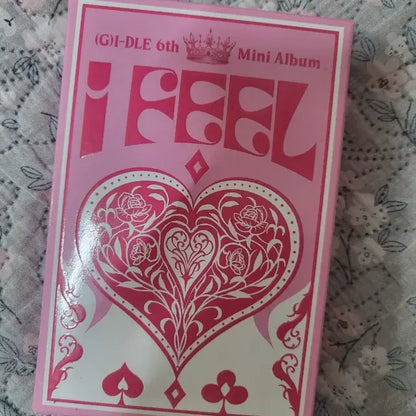 (G)I-DLE 6th Mini Album
I FEEL